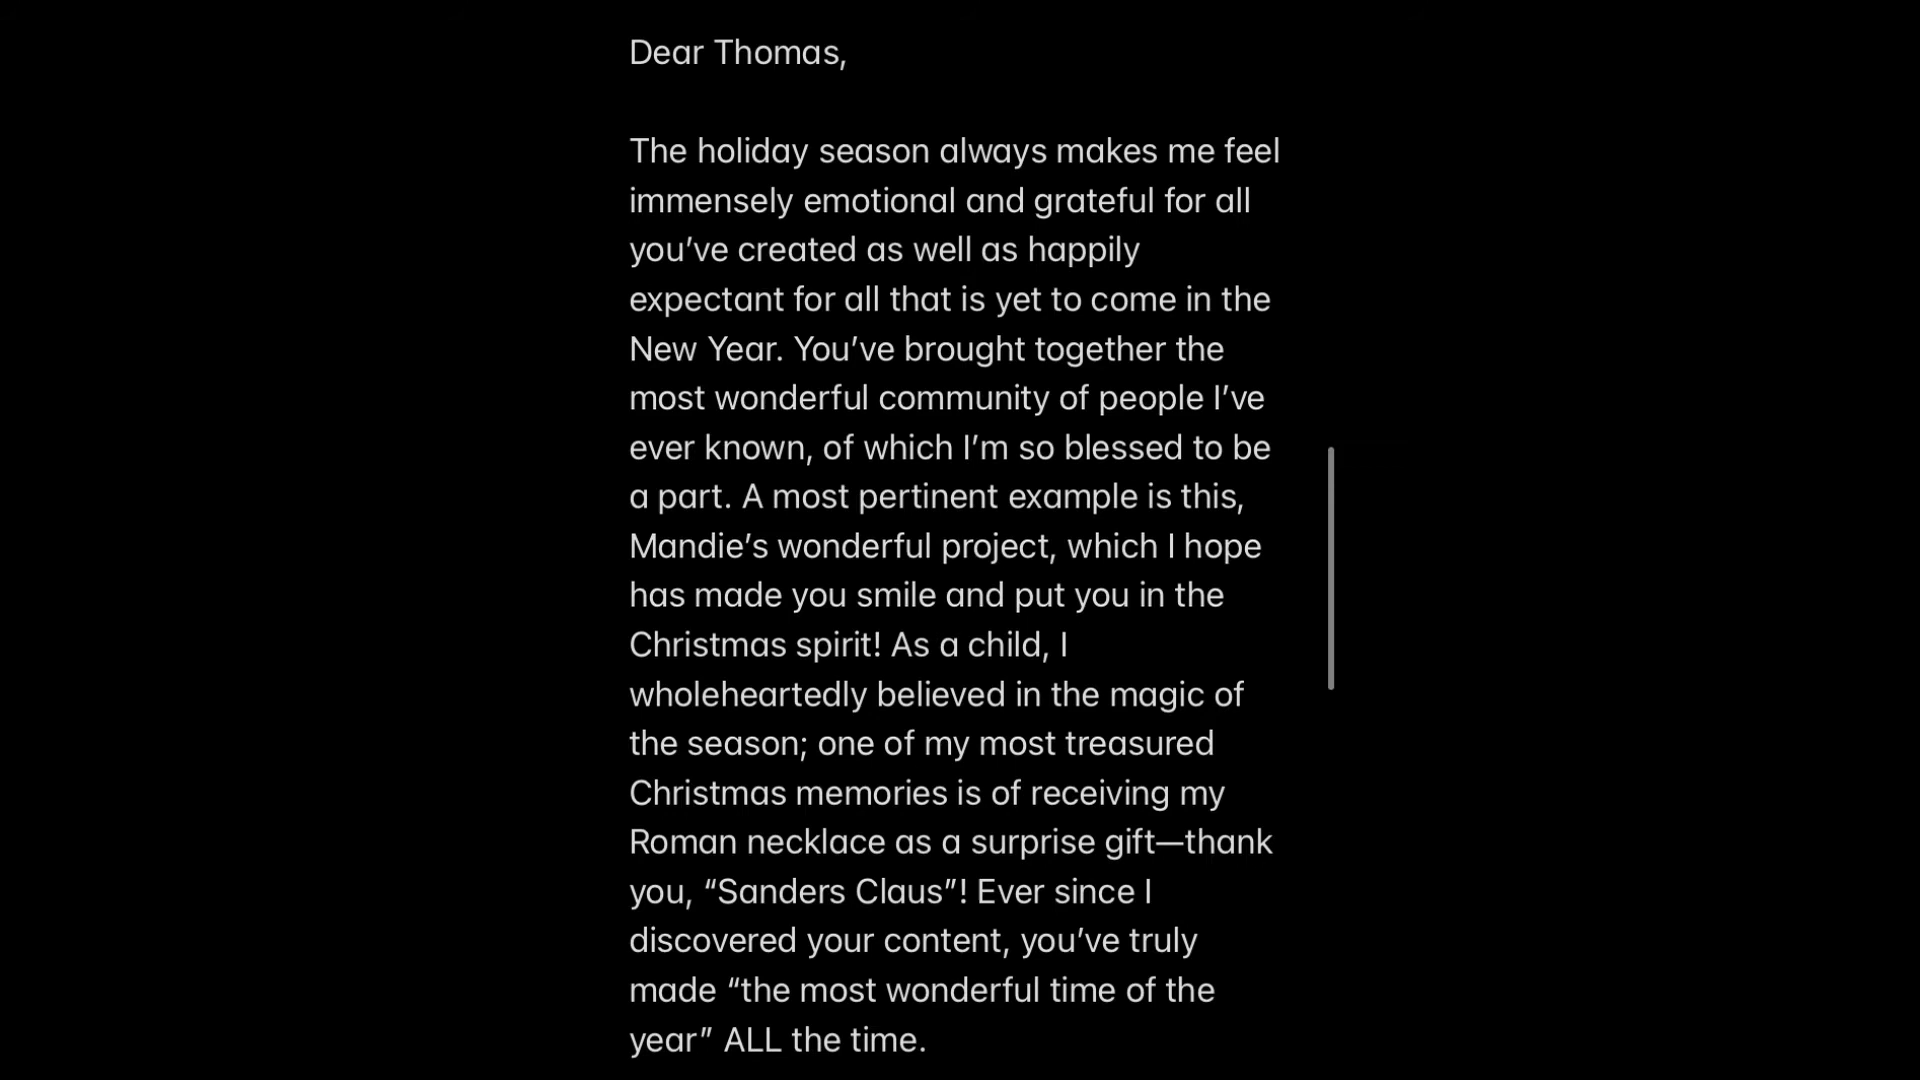 Dear Thomas,
The holiday season always makes me feel
immensely emotional and grateful for all
you’ve created as well as happily
expectant for all that is yet to come in the
New Year. You’ve brought together the
most wonderful community of people I’ve
ever known, of which I’m so blessed to be
a part. A most pertinent example is this,
Mandie’s wonderful project, which I hope
has made you smile and put you in the
Christmas spirit! As a child, I
wholeheartedly believed in the magic of
the season; one of my most treasured
Christmas memories is of receiving my
Roman necklace as a surprise gift—thank
you, “Sanders Claus”! Ever since I
discovered your content, you’ve truly
made “the most wonderful time of the
year” ALL the time.